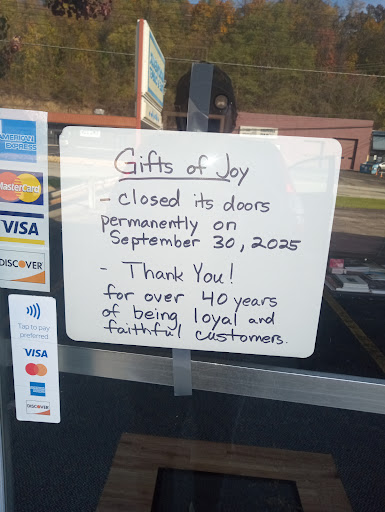 AMERICAN
EXPRESS
MasterCard
VISA
DISCOVER
Tap to pay
preferred
VISA
DISCOVER
Gifts of Joy
- closed its doors
permanently on
September 30, 2025
- Thank You!
for over 40 years
of being loyal and
faithful customers.